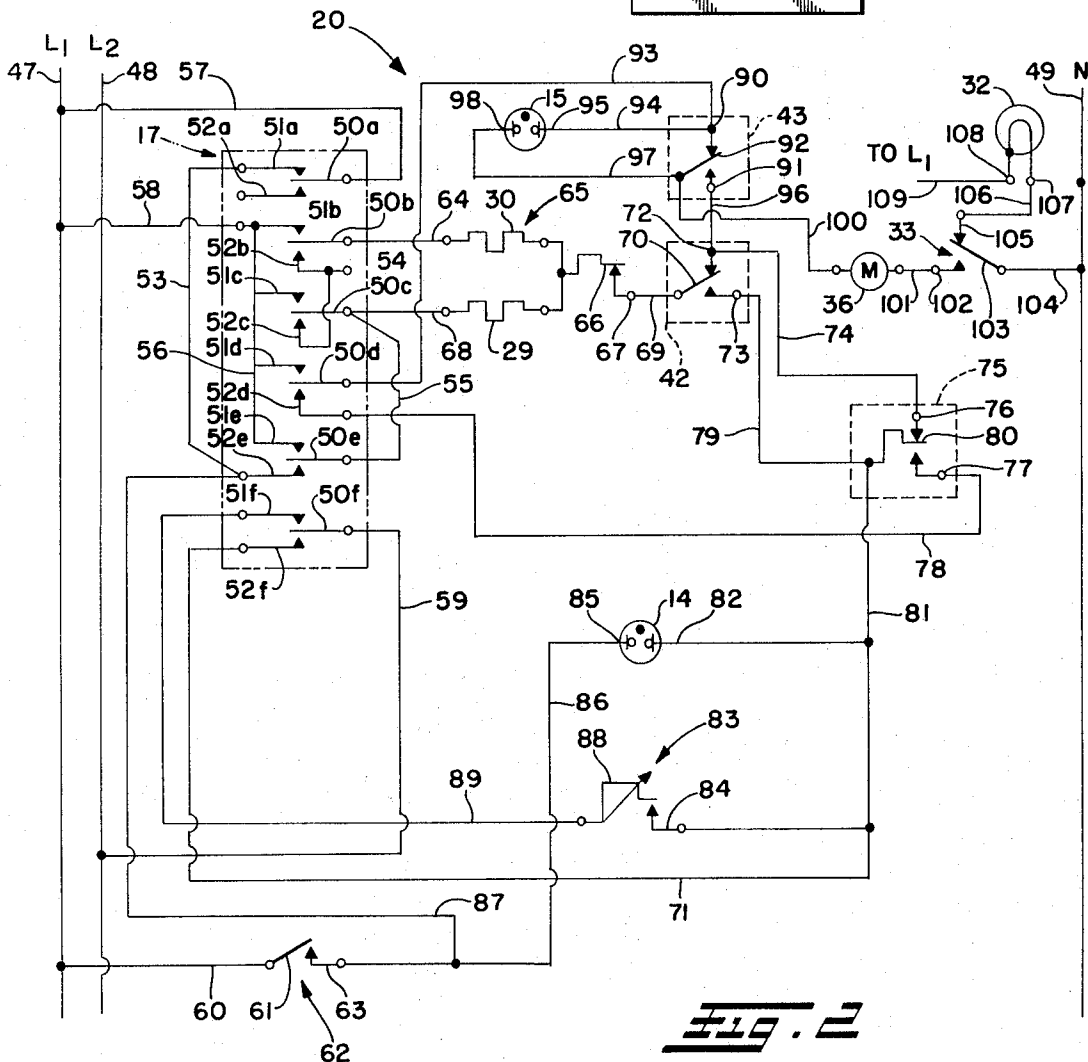 20
L1 L2
47 48 57 93 90 49 N
98 15 95 94 43 32
17 52a 51a 50a 92
97 91 TO L1 108
109 106 107
58 51b 50b 64 30 65 96 100 105
52b 54 72 70 33
53 51c 50c M
36 101 102 103 104
52c 66 67 69 73
56 51d 68 29 42 74 75
50d
52d 55 76
51e 79 80
52e 50e 77
51f 50f
78
52f
59 85 14 82 81
86 83
88
89 84
87 71
60 61 63
62
Fig. 2